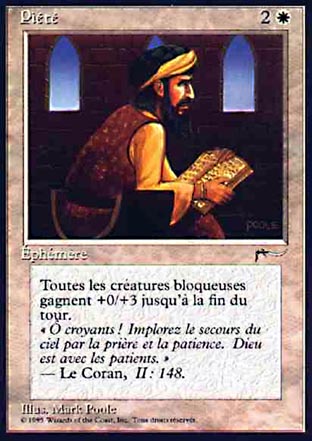 Piété 2
POOLE
Éphémère
Toutes les créatures bloqueuses
gagnent +0/+3 jusqu'à la fin du
tour.
« Ô croyants ! Implorez le secours du
ciel par la prière et la patience. Dieu
est avec les patients. »
— Le Coran, II : 148.
Illus. Mark Poole
© 1995 Wizards of the Coast, Inc. Tous droits réservés.